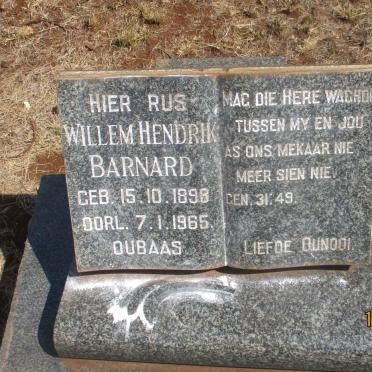 HIER RUS
WILLEM HENDRIK
BARNARD
GEB. 15.10.1898
OORL. 7.1.1965.
OUBAAS
MAG DIE HERE WAGHOU
TUSSEN MY EN JOU
AS ONS MEKAAR NIE
MEER SIEN NIE.
GEN. 31:49.
LIEFDE OUNOOI.